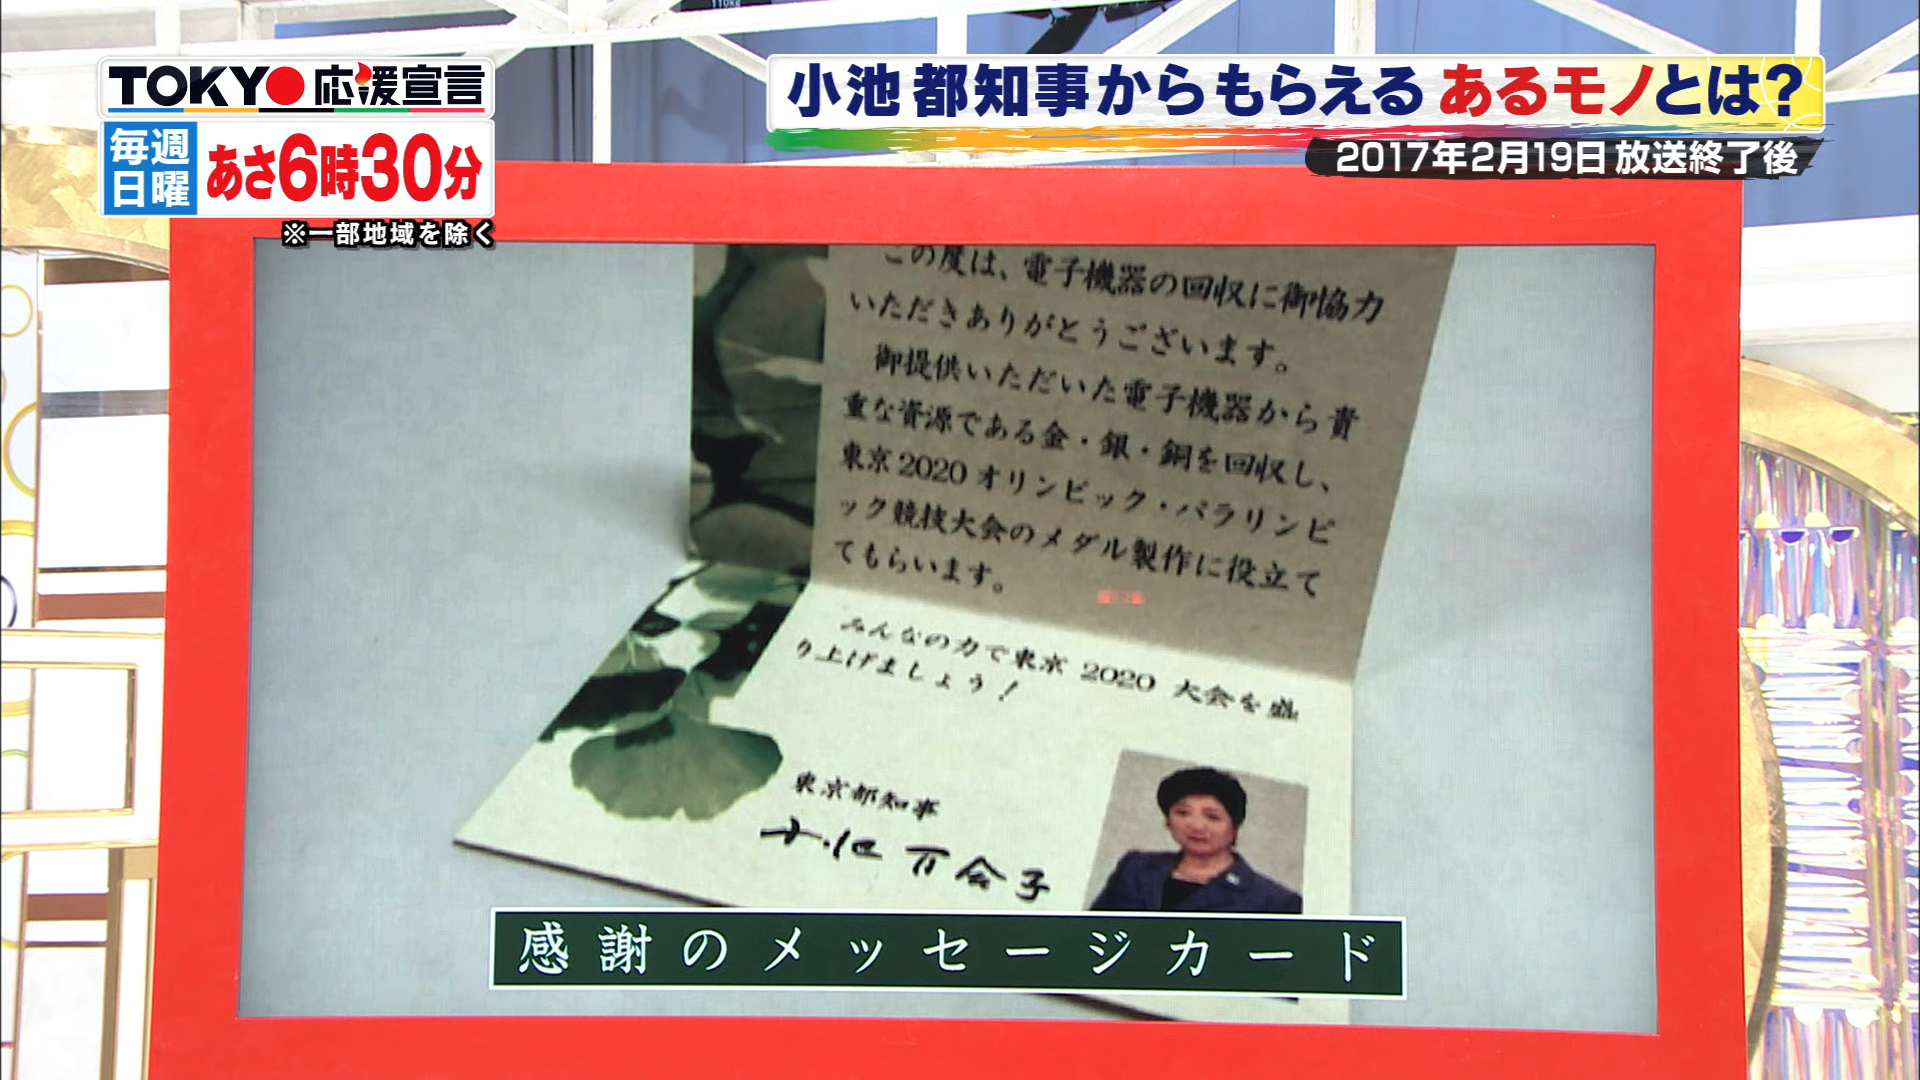 TOKYO 応援宣言
毎週日曜
あさ6時30分
※一部地域を除く
小池都知事からもらえる あるモノとは?
2017年2月19日 放送終了後
この度は、電子機器の回収に御協力
いただきありがとうございます。
御提供いただいた電子機器から貴
重な資源である金・銀・銅を回収し、
東京2020オリンピック・パラリンピ
ック競技大会のメダル製作に役立て
てもらいます。
みんなの力で東京 2020 大会を盛
り上げましょう!
東京都知事
小池百合子
感謝のメッセージカード